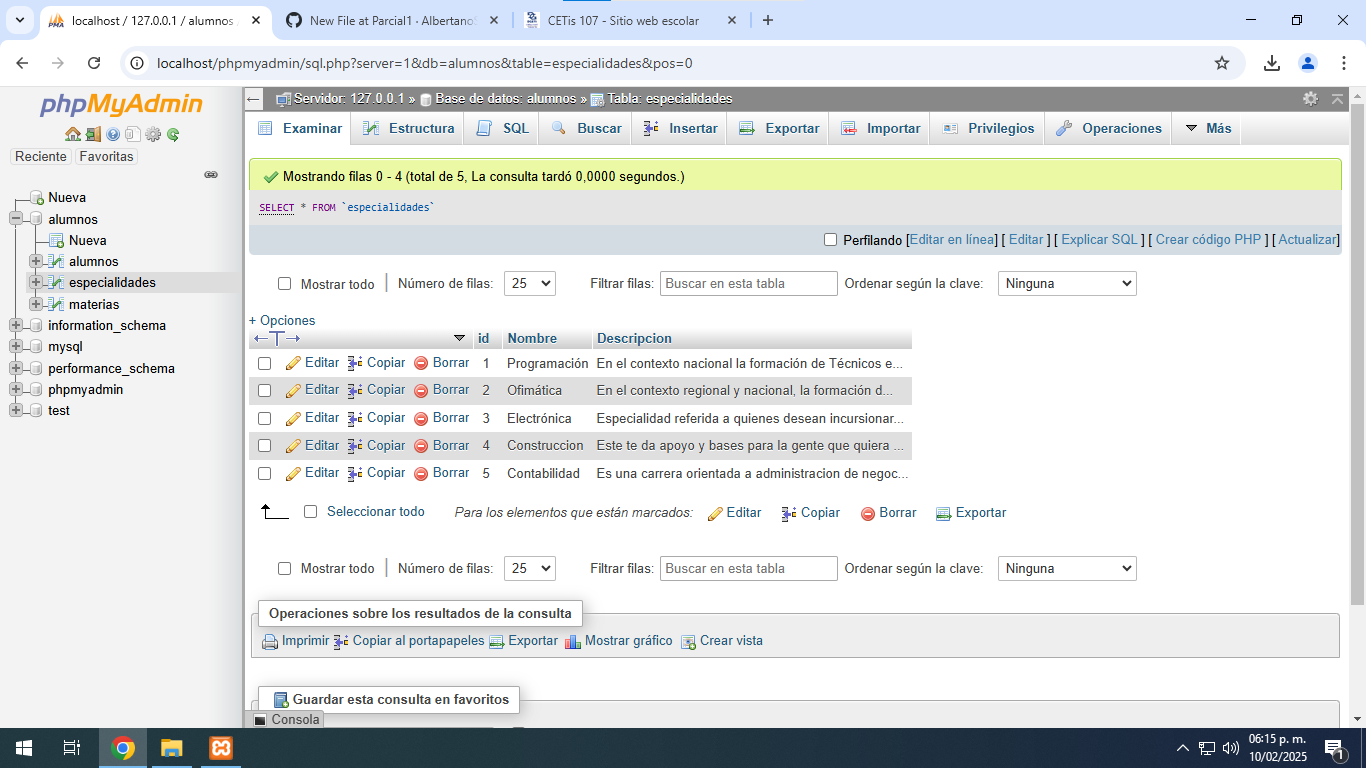 localhost / 127.0.0.1 / alumnos
New File at Parcial1 · Albertano
CETis 107 - Sitio web escolar
localhost/phpmyadmin/sql.php?server=1&db=alumnos&table=especialidades&pos=0
phpMyAdmin
Reciente Favoritas
Nueva
alumnos
Nueva
alumnos
especialidades
materias
information_schema
mysql
performance_schema
phpmyadmin
test
Servidor: 127.0.0.1 » Base de datos: alumnos » Tabla: especialidades
Examinar Estructura SQL Buscar Insertar Exportar Importar Privilegios Operaciones Más
Mostrando filas 0 - 4 (total de 5, La consulta tardó 0,0000 segundos.)
SELECT * FROM `especialidades`
Perfilando [Editar en línea] [ Editar ] [ Explicar SQL ] [ Crear código PHP ] [ Actualizar]
Mostrar todo | Número de filas: 25 Filtrar filas: Buscar en esta tabla Ordenar según la clave: Ninguna
+ Opciones
←T→ id Nombre Descripcion
Editar Copiar Borrar 1 Programación En el contexto nacional la formación de Técnicos e...
Editar Copiar Borrar 2 Ofimática En el contexto regional y nacional, la formación d...
Editar Copiar Borrar 3 Electrónica Especialidad referida a quienes desean incursionar...
Editar Copiar Borrar 4 Construccion Este te da apoyo y bases para la gente que quiera ...
Editar Copiar Borrar 5 Contabilidad Es una carrera orientada a administracion de negoc...
Seleccionar todo Para los elementos que están marcados: Editar Copiar Borrar Exportar
Mostrar todo | Número de filas: 25 Filtrar filas: Buscar en esta tabla Ordenar según la clave: Ninguna
Operaciones sobre los resultados de la consulta
Imprimir Copiar al portapapeles Exportar Mostrar gráfico Crear vista
Guardar esta consulta en favoritos
Consola
06:15 p. m.
10/02/2025
1